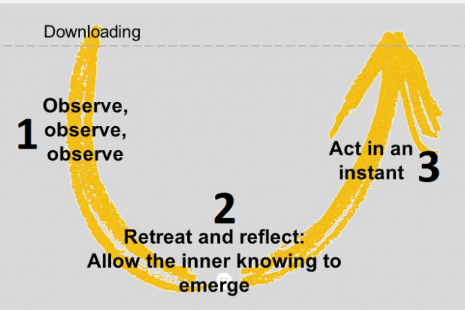 Downloading
1
Observe,
observe,
observe
2
Retreat and reflect:
Allow the inner knowing to
emerge
Act in an
instant
3